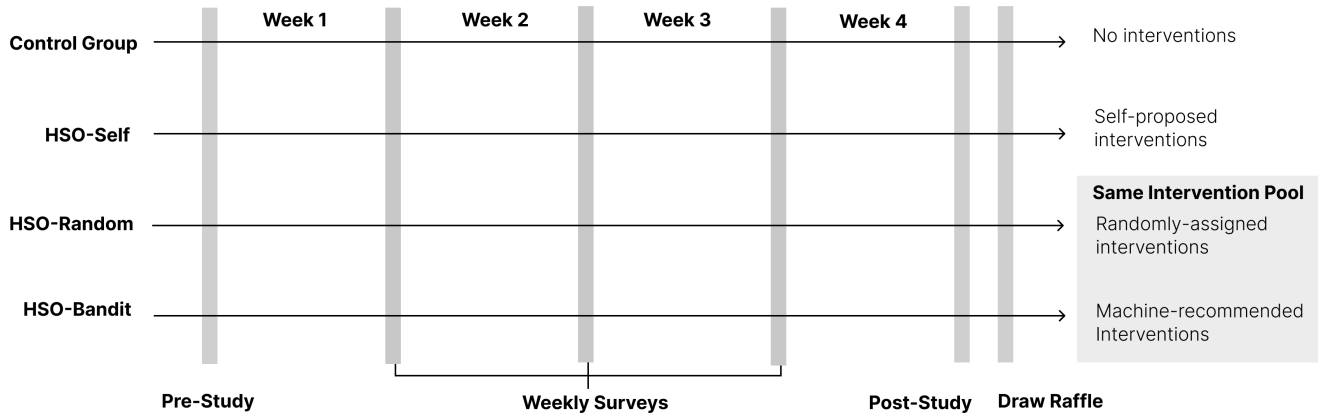 Week 1
Week 2
Week 3
Week 4
Control Group
No interventions
HSO-Self
Self-proposed
interventions
Same Intervention Pool
HSO-Random
Randomly-assigned
interventions
HSO-Bandit
Machine-recommended
Interventions
Pre-Study
Weekly Surveys
Post-Study
Draw Raffle